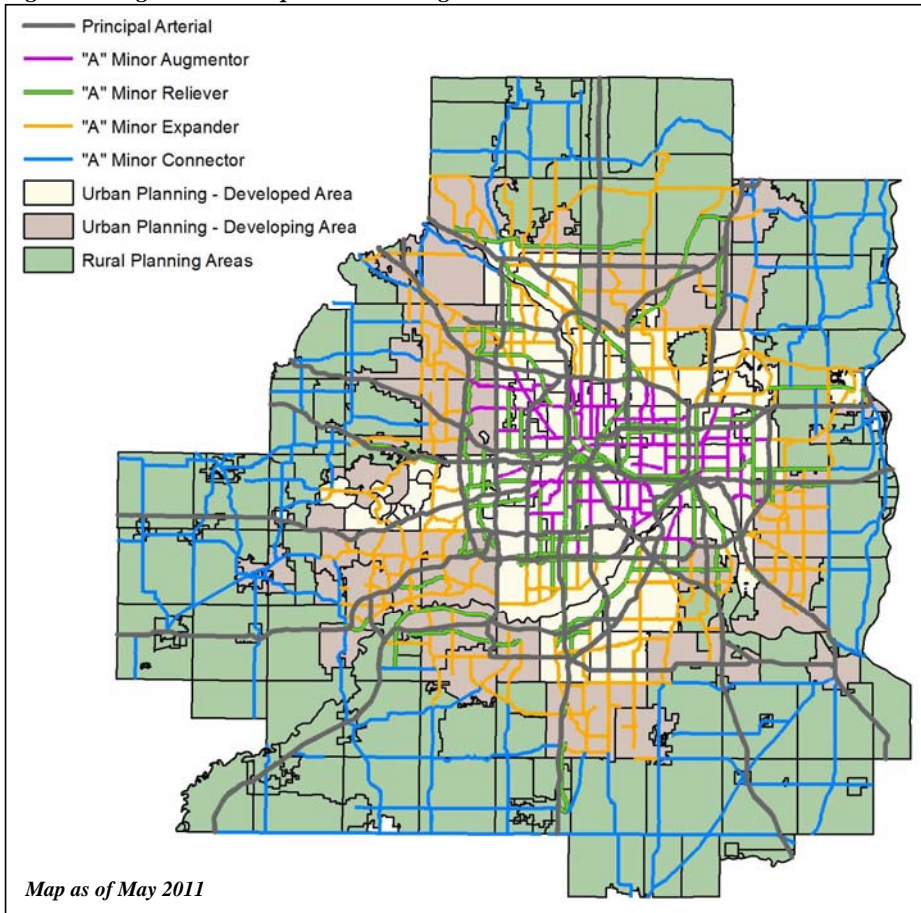 Principal Arterial
"A" Minor Augmentor
"A" Minor Reliever
"A" Minor Expander
"A" Minor Connector
Urban Planning - Developed Area
Urban Planning - Developing Area
Rural Planning Areas
Map as of May 2011